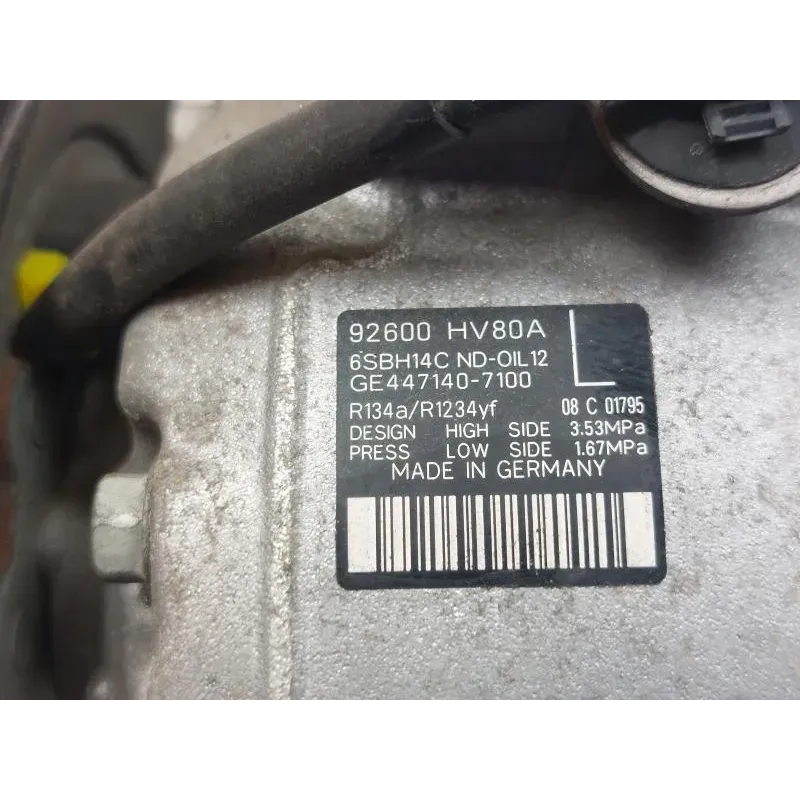 92600 HV80A L
6SBH14C ND-OIL12
GE447140-7100
R134a/R1234yf 08 C 01795
DESIGN HIGH SIDE 3.53MPa
PRESS LOW SIDE 1.67MPa
MADE IN GERMANY